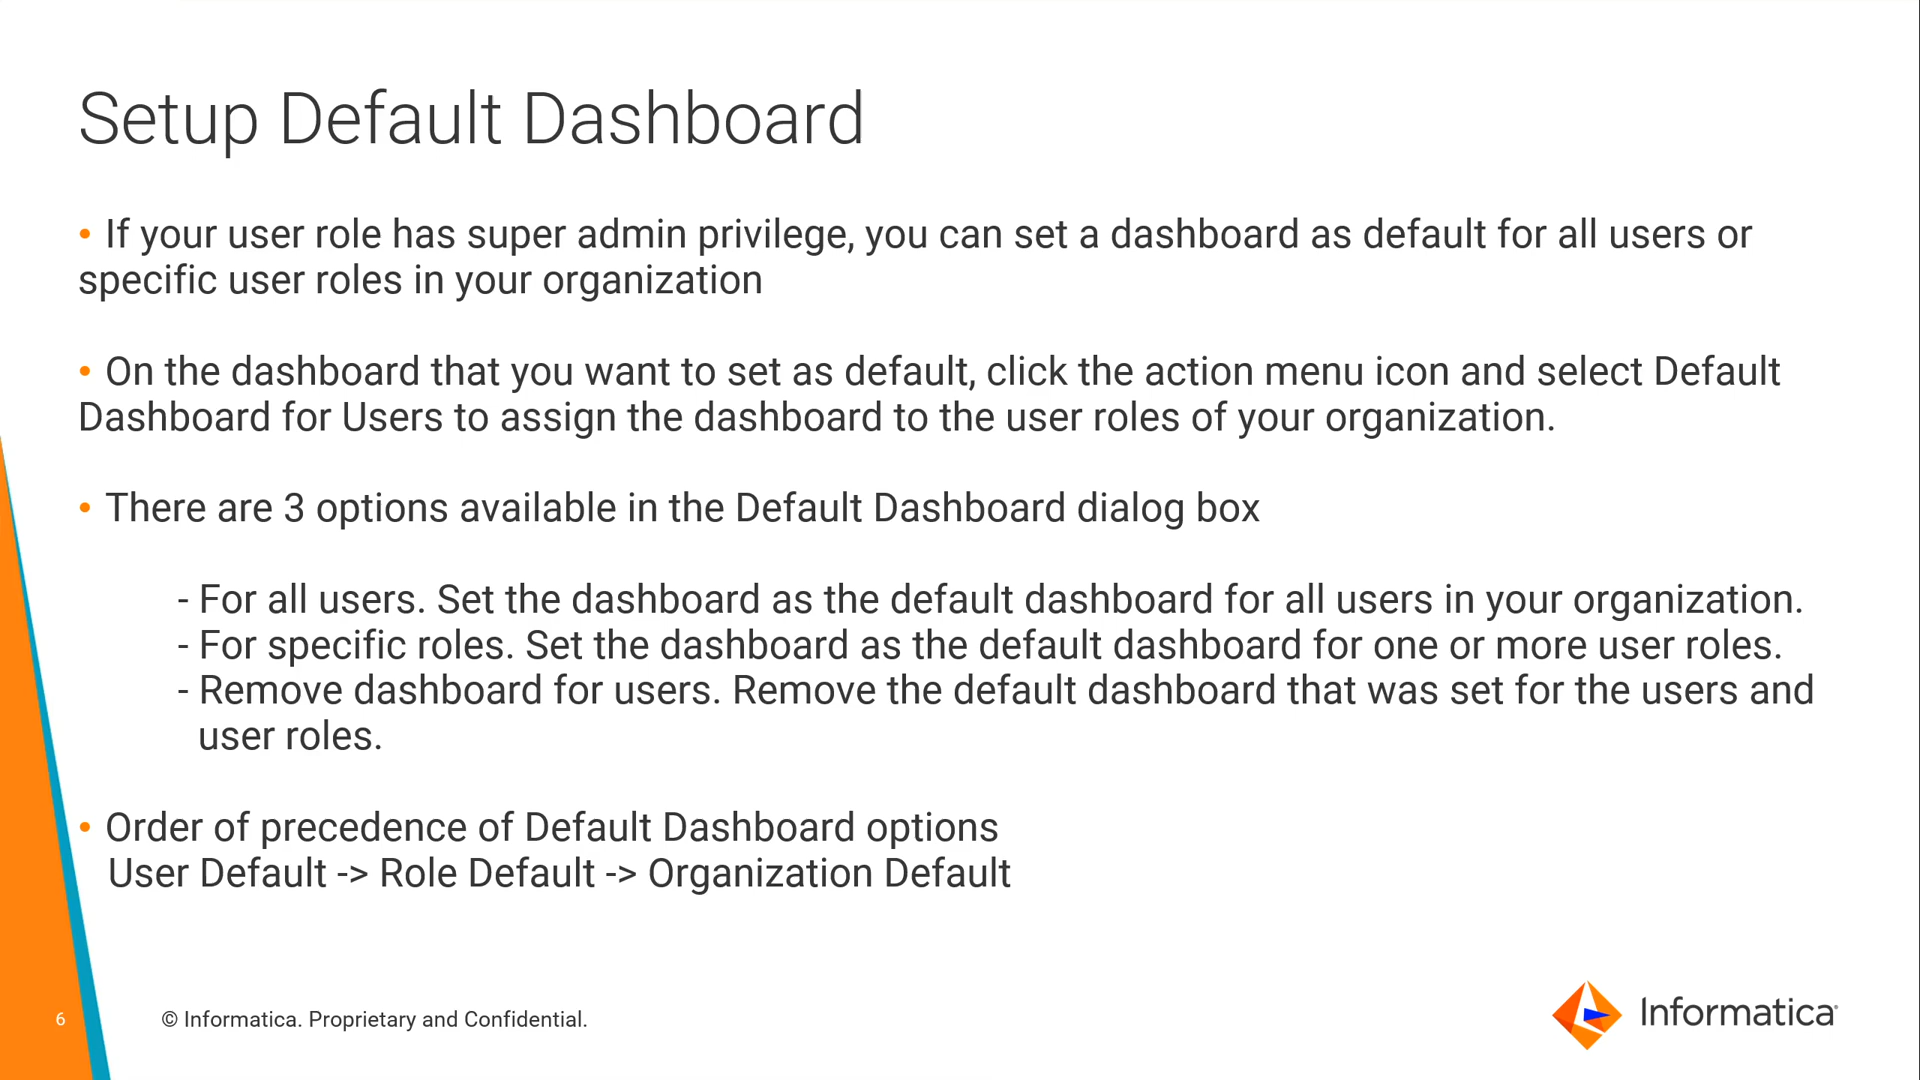 Setup Default Dashboard
• If your user role has super admin privilege, you can set a dashboard as default for all users or
specific user roles in your organization
• On the dashboard that you want to set as default, click the action menu icon and select Default
Dashboard for Users to assign the dashboard to the user roles of your organization.
• There are 3 options available in the Default Dashboard dialog box
- For all users. Set the dashboard as the default dashboard for all users in your organization.
- For specific roles. Set the dashboard as the default dashboard for one or more user roles.
- Remove dashboard for users. Remove the default dashboard that was set for the users and
user roles.
• Order of precedence of Default Dashboard options
User Default -> Role Default -> Organization Default
6
© Informatica. Proprietary and Confidential.
Informatica